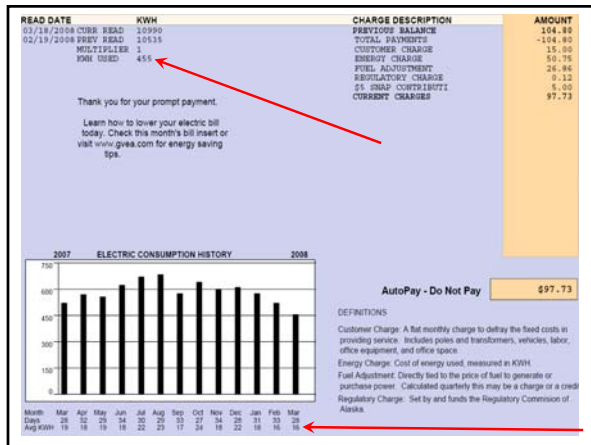 READ DATE KWH
03/18/2008 CURR READ 10990
02/19/2008 PREV READ 10535
MULTIPLIER 1
KWH USED 455
Thank you for your prompt payment.
Learn how to lower your electric bill
today. Check this month's bill insert or
visit www.gvea.com for energy saving
tips.
CHARGE DESCRIPTION AMOUNT
PREVIOUS BALANCE 104.80
TOTAL PAYMENTS -104.80
CUSTOMER CHARGE 15.00
ENERGY CHARGE 50.75
FUEL ADJUSTMENT 26.86
REGULATORY CHARGE 0.12
$5 SNAP CONTRIBUTI 5.00
CURRENT CHARGES 97.73
2007 ELECTRIC CONSUMPTION HISTORY 2008
750
600
450
300
150
0
Month Mar Apr May Jun Jul Aug Sep Oct Nov Dec Jan Feb Mar
Days 28 32 29 34 30 29 33 27 34 28 31 33 28
Avg KWH 19 18 19 18 22 23 17 24 18 22 18 16 16
AutoPay - Do Not Pay $97.73
DEFINITIONS
Customer Charge: A flat monthly charge to defray the fixed costs in
providing service. Includes poles and transformers, vehicles, labor,
office equipment, and office space.
Energy Charge: Cost of energy used, measured in KWH.
Fuel Adjustment: Directly tied to the price of fuel to generate or
purchase power. Calculated quarterly this may be a charge or a credi
Regulatory Charge: Set by and funds the Regulatory Commision of
Alaska.